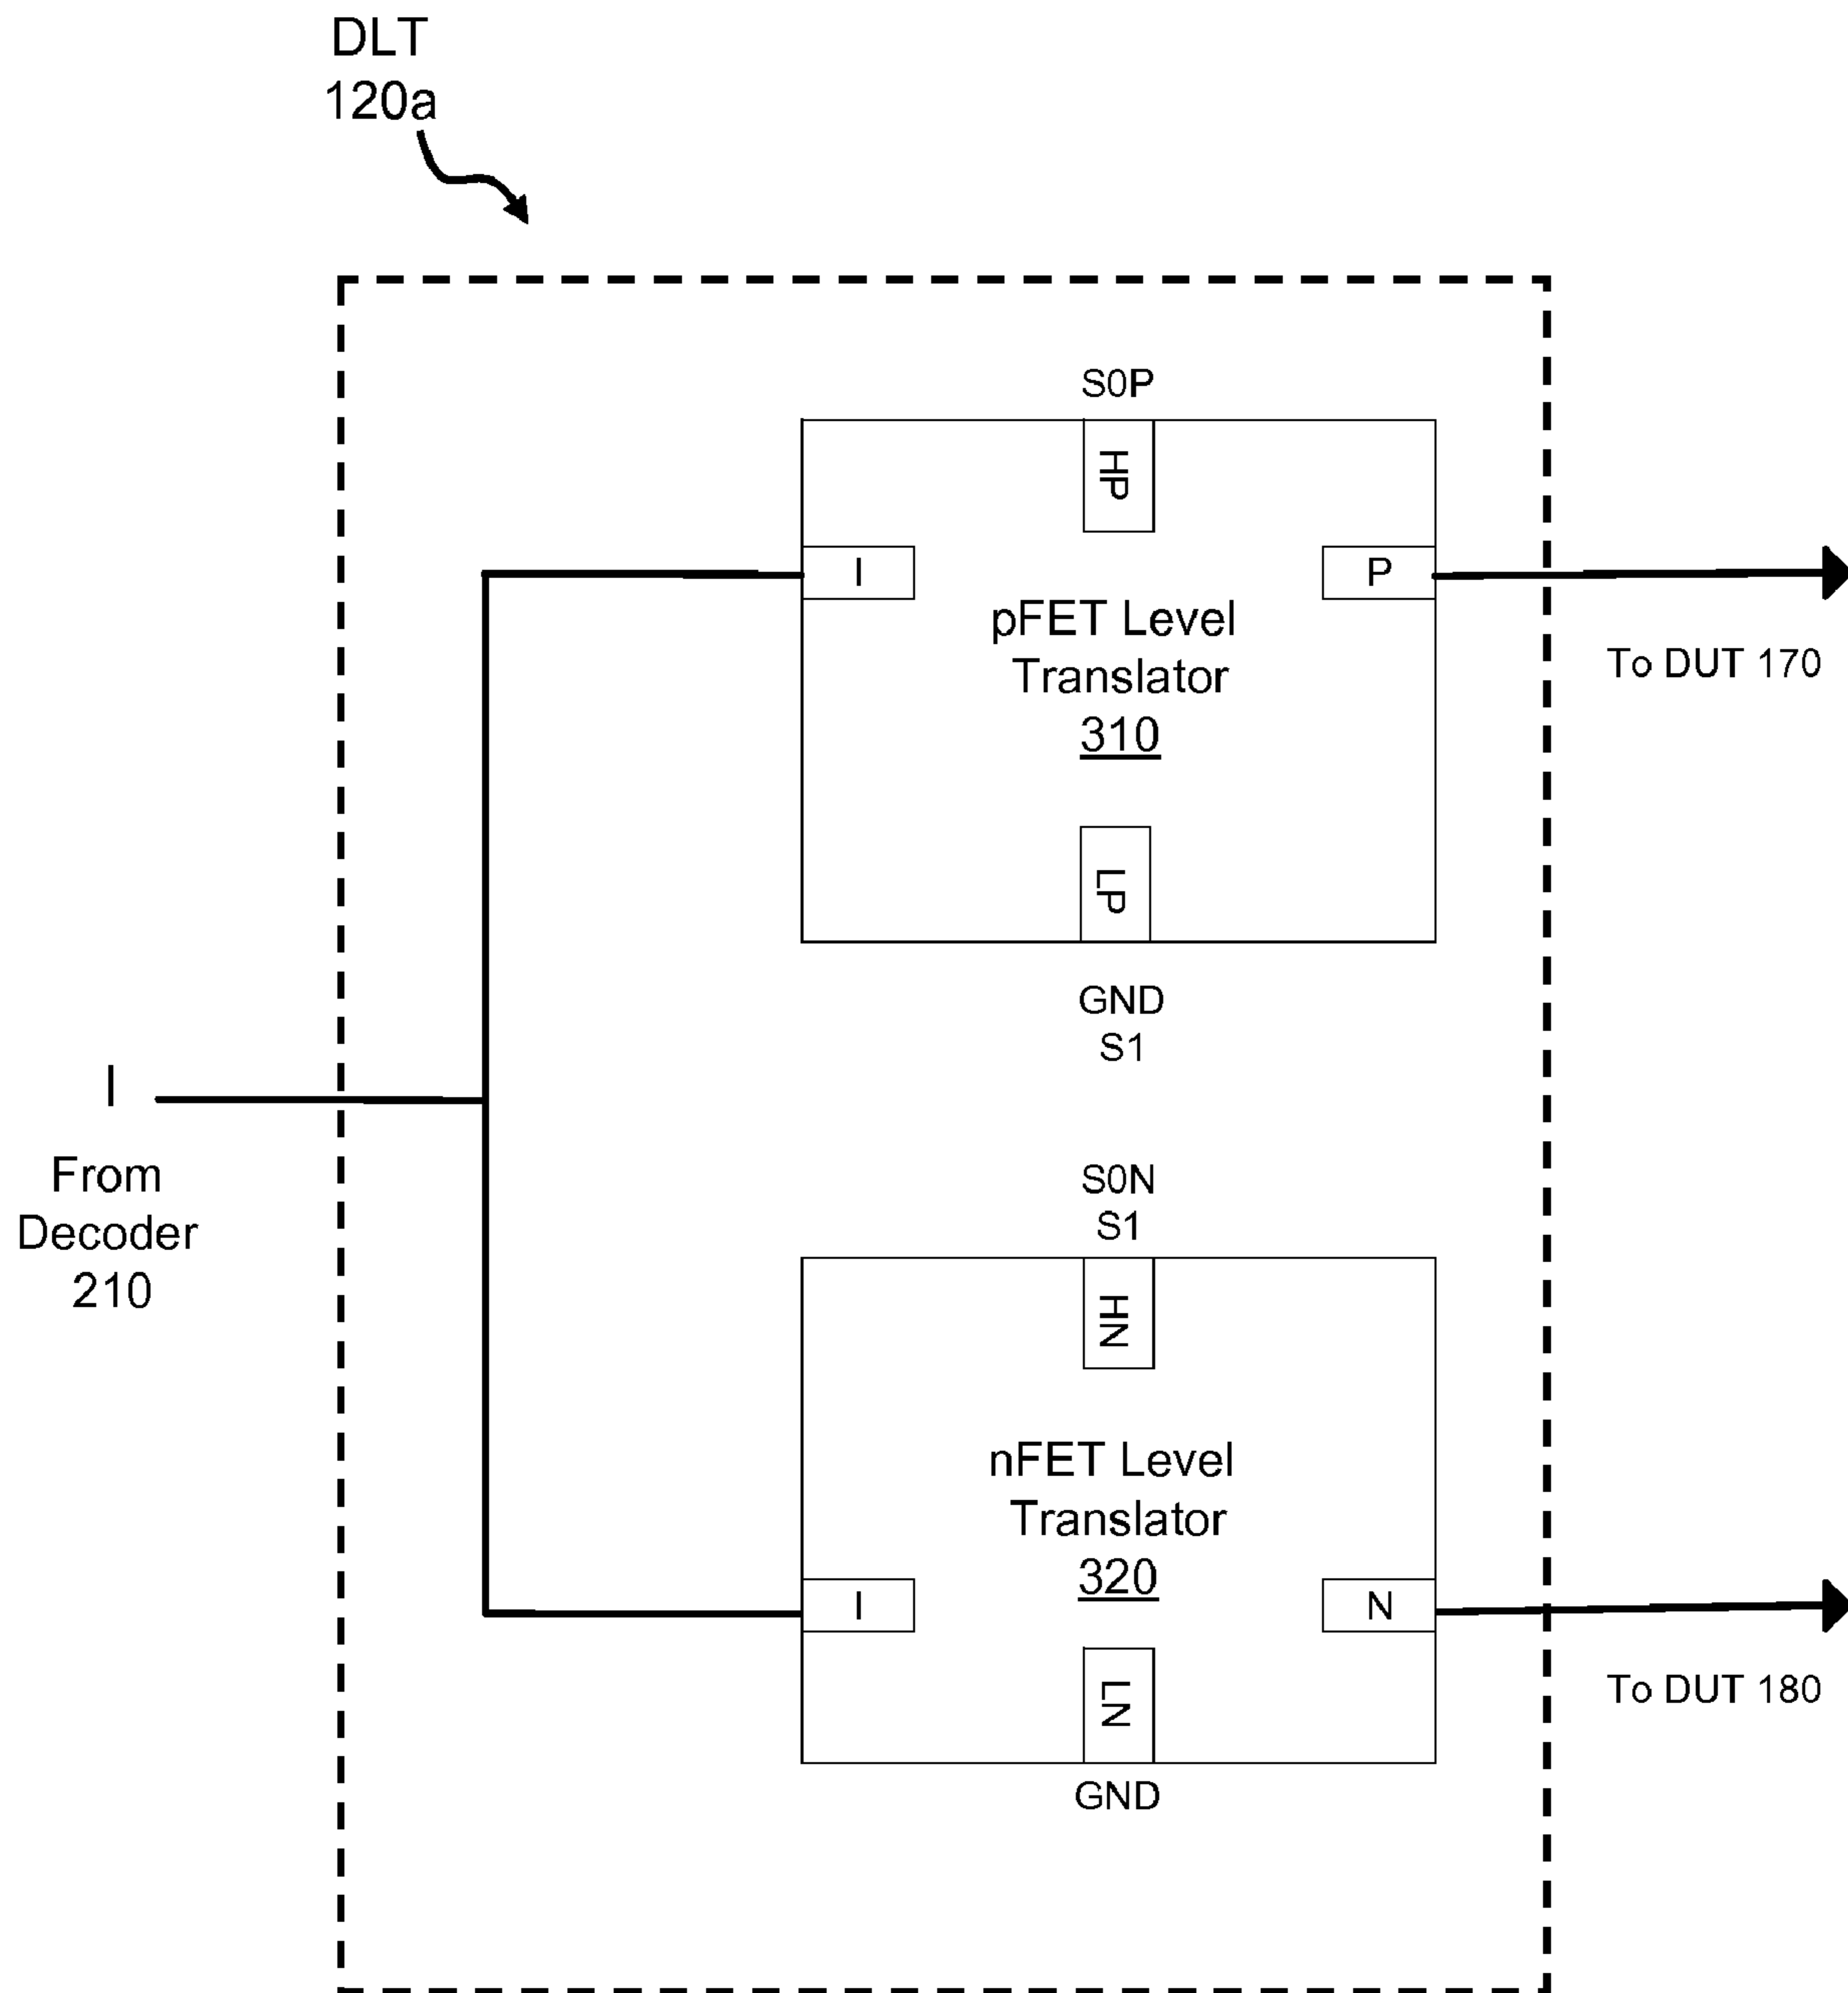 DLT
120a
S0P
HP
I
P
pFET Level
Translator
310
To DUT 170
LP
GND
S1
I
From
Decoder
210
S0N
S1
HN
nFET Level
Translator
320
I
N
LN
To DUT 180
GND